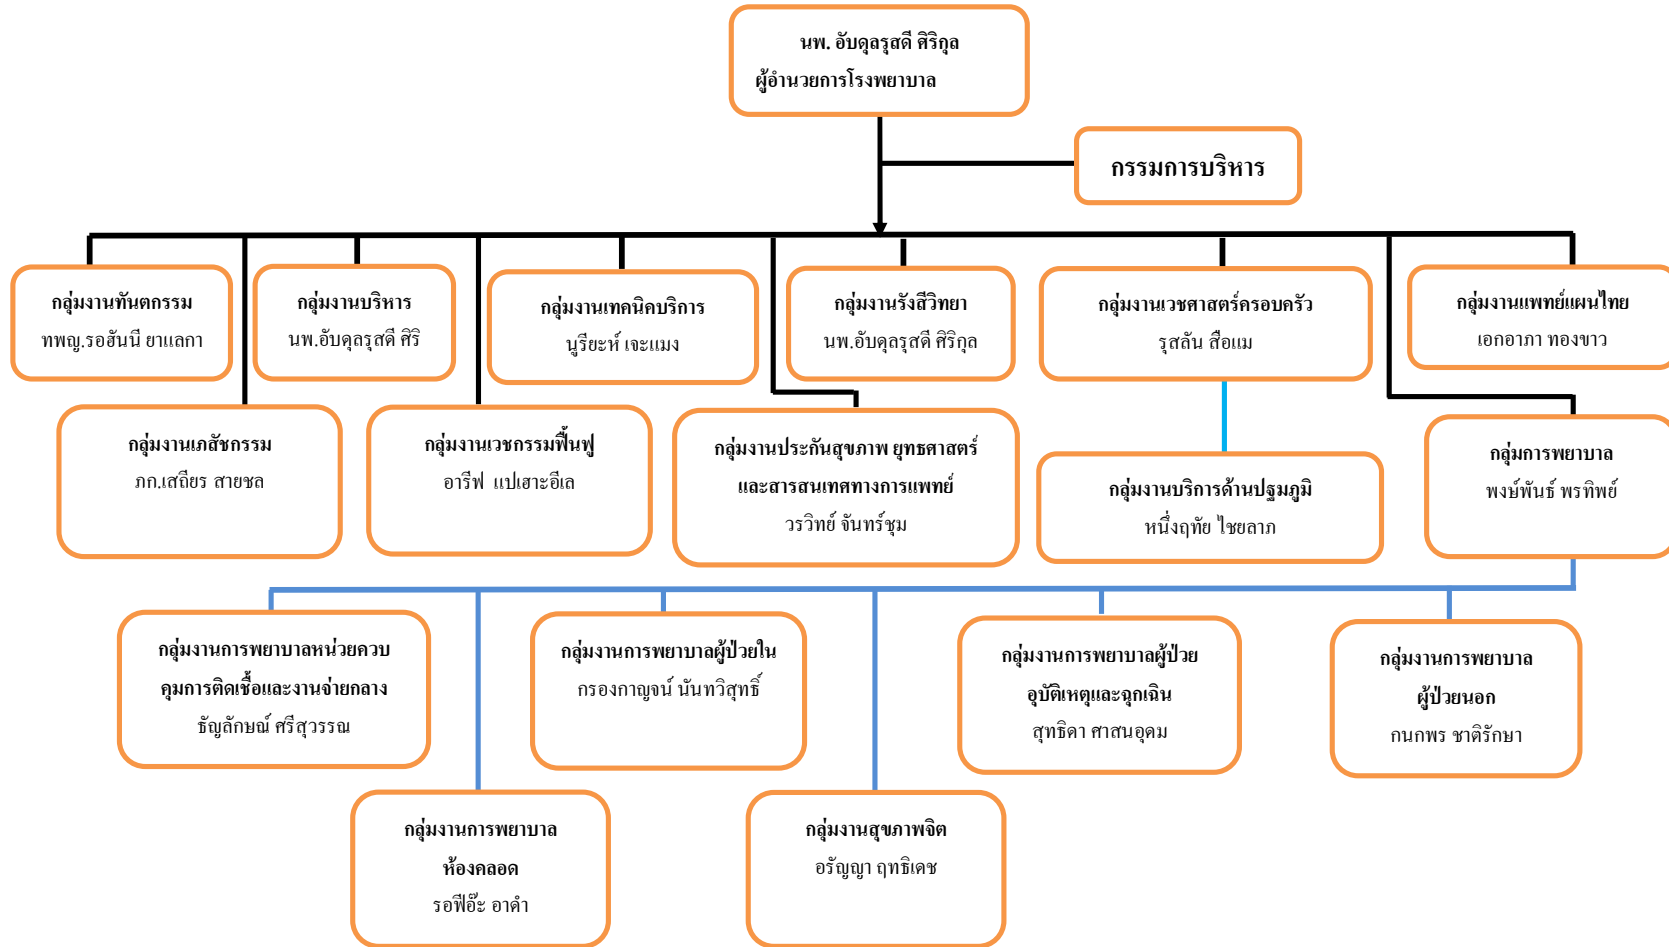 นพ. อับดุลรุสดี ศิริกุล
ผู้อำนวยการโรงพยาบาล
กรรมการบริหาร
กลุ่มงานทันตกรรม
ทพญ.รอฮันนี ยาแลกา
กลุ่มงานบริหาร
นพ.อับดุลรุสดี ศิริ
กลุ่มงานเทคนิคบริการ
นูรียะห์ เจะแมง
กลุ่มงานรังสีวิทยา
นพ.อับดุลรุสดี ศิริกุล
กลุ่มงานเวชศาสตร์ครอบครัว
รุสลัน สือแม
กลุ่มงานแพทย์แผนไทย
เอกอาภา ทองขาว
กลุ่มงานเภสัชกรรม
ภก.เสถียร สายชล
กลุ่มงานเวชกรรมฟื้นฟู
อารีฟ แปเฮาะอีเล
กลุ่มงานประกันสุขภาพ ยุทธศาสตร์
และสารสนเทศทางการแพทย์
วรวิทย์ จันทร์ชุม
กลุ่มงานบริการด้านปฐมภูมิ
หนึ่งฤทัย ไชยลาภ
กลุ่มการพยาบาล
พงษ์พันธ์ พรทิพย์
กลุ่มงานการพยาบาลหน่วยควบ
คุมการติดเชื้อและงานจ่ายกลาง
ธัญลักษณ์ ศรีสุวรรณ
กลุ่มงานการพยาบาลผู้ป่วยใน
กรองกาญจน์ นันทวิสุทธิ์
กลุ่มงานการพยาบาลผู้ป่วย
อุบัติเหตุและฉุกเฉิน
สุทธิดา ศาสนอุดม
กลุ่มงานการพยาบาล
ผู้ป่วยนอก
กนกพร ชาติรักษา
กลุ่มงานการพยาบาล
ห้องคลอด
รอฟีอ๊ะ อาดำ
กลุ่มงานสุขภาพจิต
อรัญญา ฤทธิเดช